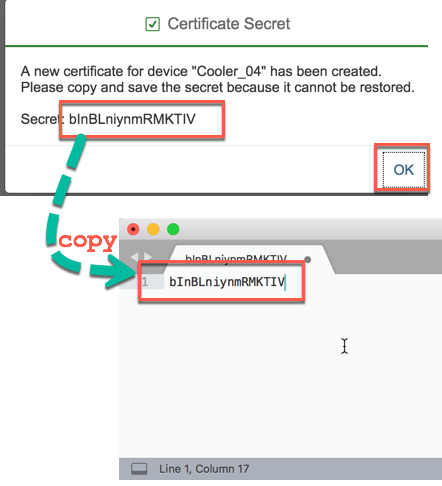 Certificate Secret
A new certificate for device "Cooler_04" has been created.
Please copy and save the secret because it cannot be restored.
Secret: bInBLniynmRMKTIV
OK
copy
bInBLniynmRMKTIV
1 bInBLniynmRMKTIV
Line 1, Column 17